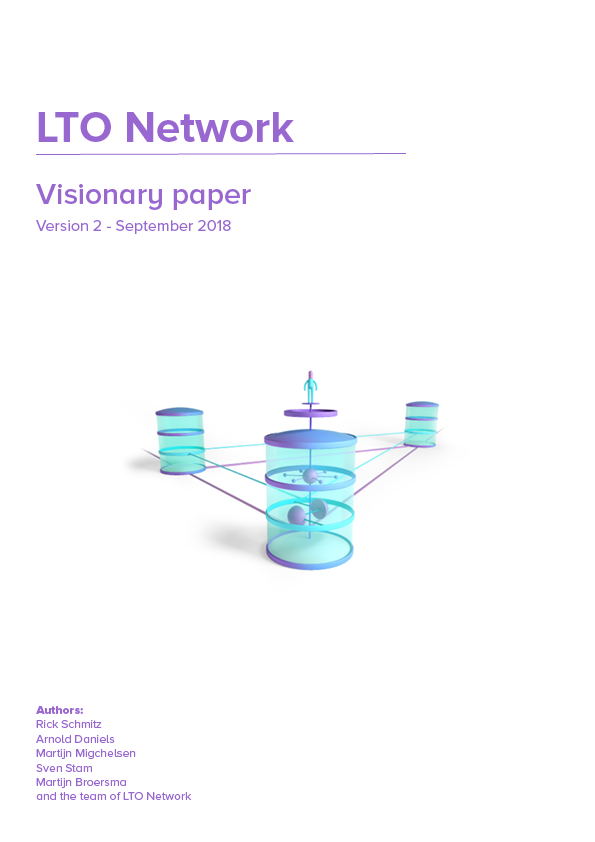 LTO Network
Visionary paper
Version 2 - September 2018
Authors:
Rick Schmitz
Arnold Daniels
Martijn Migchelsen
Sven Stam
Martijn Broersma
and the team of LTO Network